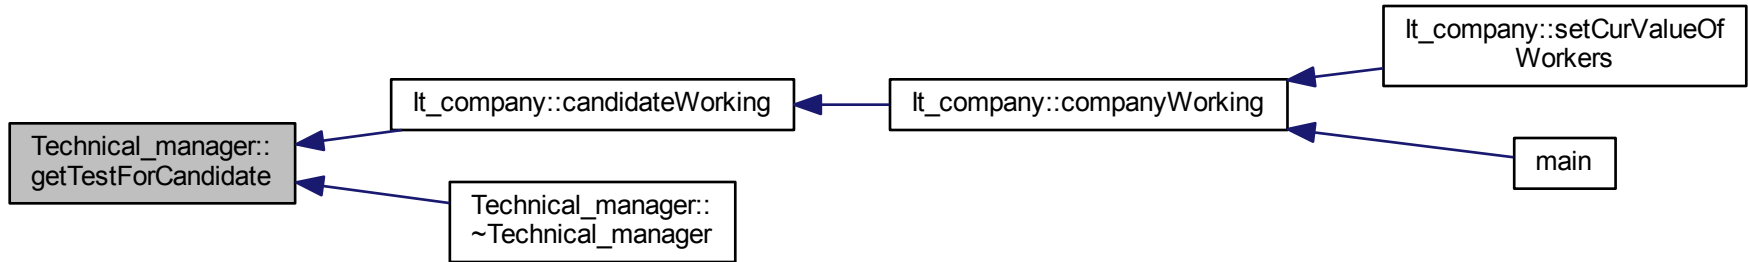 Technical_manager::
getTestForCandidate
It_company::candidateWorking
Technical_manager::
~Technical_manager
It_company::companyWorking
It_company::setCurValueOf
Workers
main